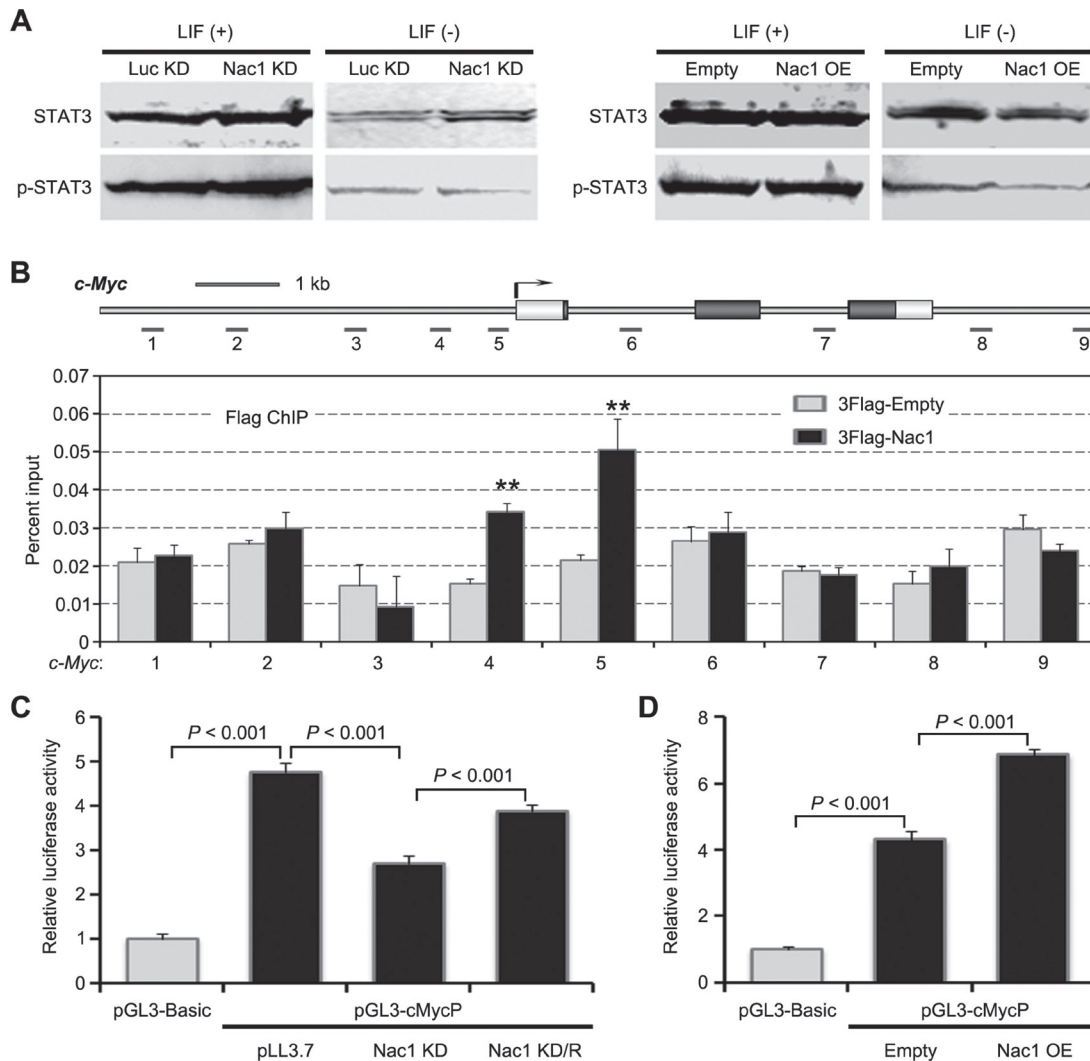 A
LIF (+) LIF (-) LIF (+) LIF (-)
Luc KD Nac1 KD Luc KD Nac1 KD Empty Nac1 OE Empty Nac1 OE
STAT3 STAT3
p-STAT3 p-STAT3
B
c-Myc 1 kb
1 2 3 4 5 6 7 8 9
0.07
0.06
0.05
0.04
0.03
0.02
0.01
0
Percent input
Flag ChIP
3Flag-Empty
3Flag-Nac1
**
**
c-Myc: 1 2 3 4 5 6 7 8 9
C
6
5
4
3
2
1
0
Relative luciferase activity
P < 0.001 P < 0.001
P < 0.001
pGL3-Basic pGL3-cMycP
pLL3.7 Nac1 KD Nac1 KD/R
D
8
6
4
2
0
Relative luciferase activity
P < 0.001
P < 0.001
pGL3-Basic pGL3-cMycP
Empty Nac1 OE